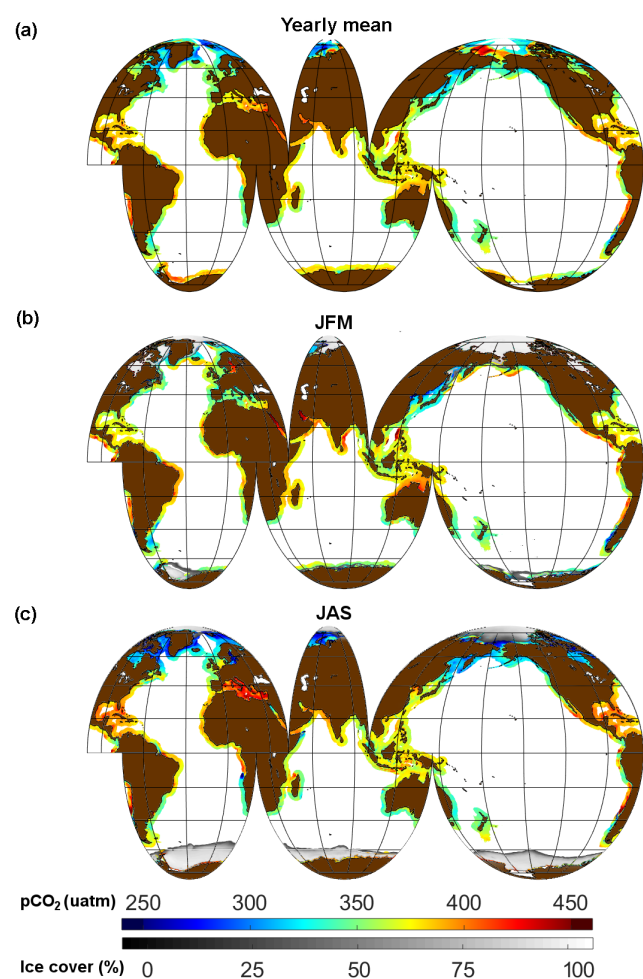 (a)
Yearly mean
(b)
JFM
(c)
JAS
pCO₂ (uatm) 250 300 350 400 450
Ice cover (%) 0 25 50 75 100